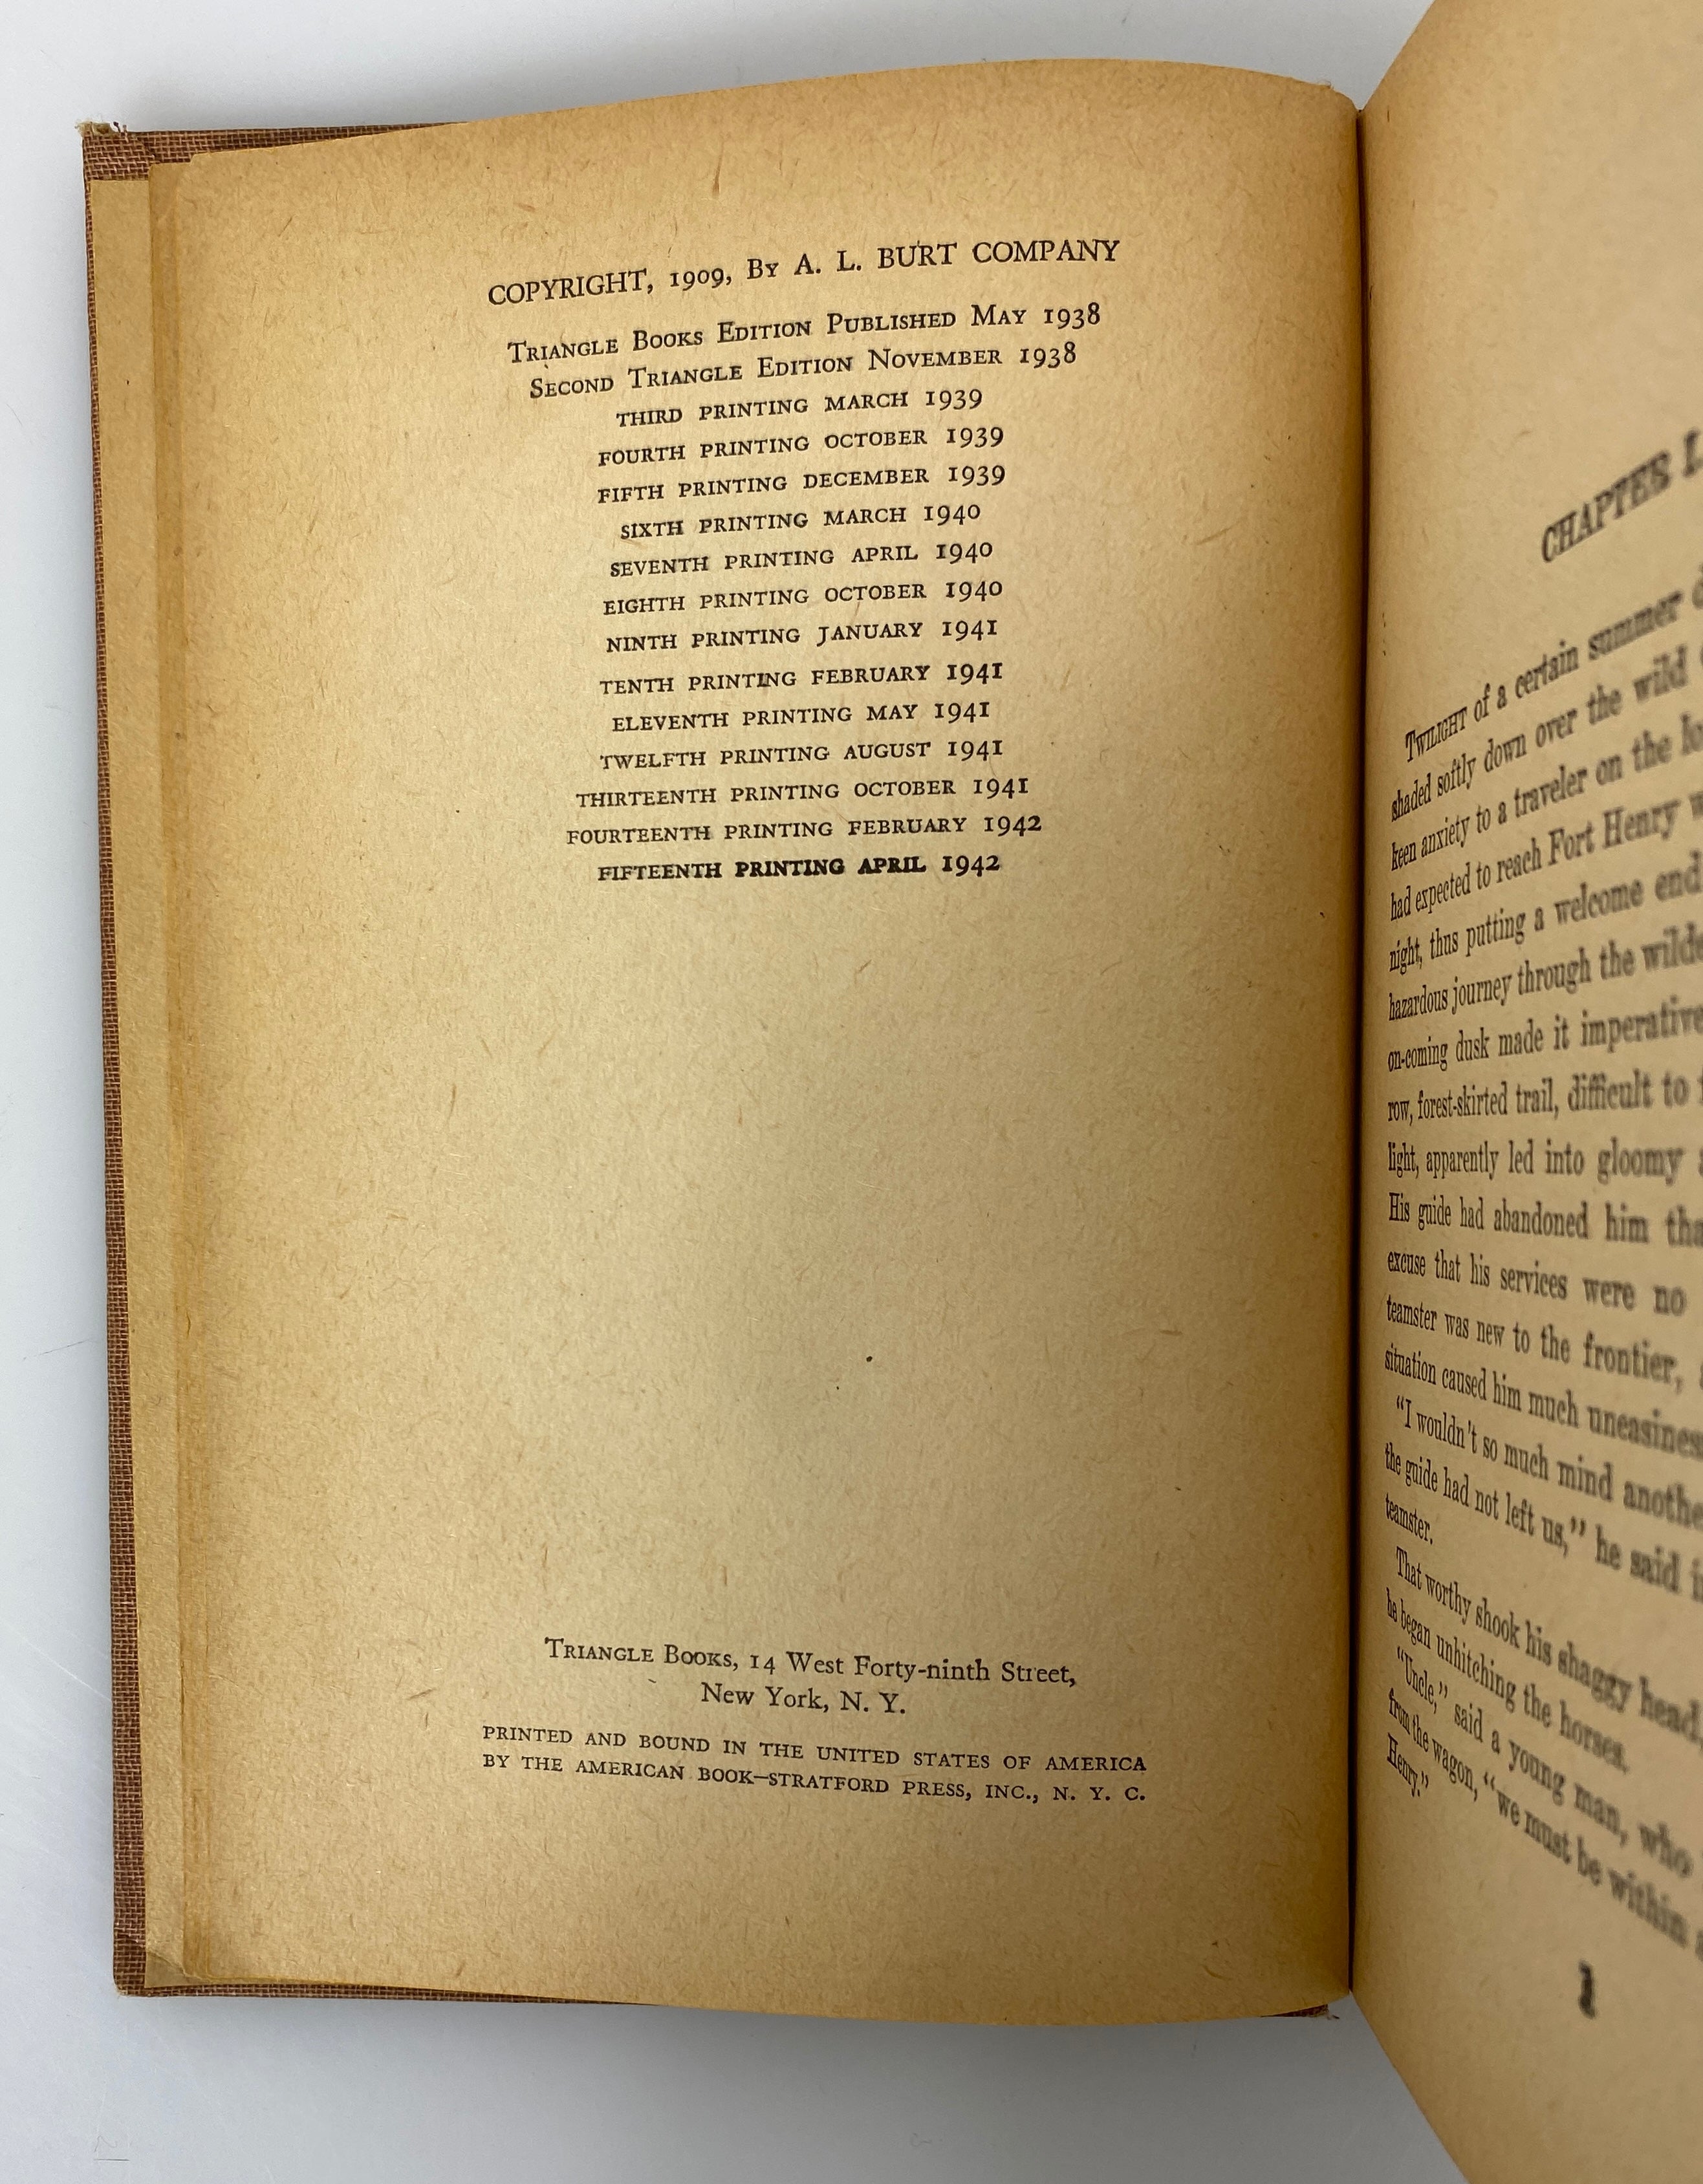 COPYRIGHT, 1909, By A. L. BURT COMPANY
Triangle Books Edition Published May 1938
Second Triangle Edition November 1938
THIRD PRINTING MARCH 1939
FOURTH PRINTING OCTOBER 1939
FIFTH PRINTING DECEMBER 1939
SIXTH PRINTING MARCH 1940
SEVENTH PRINTING APRIL 1940
EIGHTH PRINTING OCTOBER 1940
NINTH PRINTING JANUARY 1941
TENTH PRINTING FEBRUARY 1941
ELEVENTH PRINTING MAY 1941
TWELFTH PRINTING AUGUST 1941
THIRTEENTH PRINTING OCTOBER 1941
FOURTEENTH PRINTING FEBRUARY 1942
FIFTEENTH PRINTING APRIL 1942
Triangle Books, 14 West Forty-ninth Street,
New York, N. Y.
PRINTED AND BOUND IN THE UNITED STATES OF AMERICA
BY THE AMERICAN BOOK—STRATFORD PRESS, INC., N. Y. C.
CHAPTER I.
Twilight of a certain summer
shaded softly down over the wild
keen anxiety to a traveler on the
had expected to reach Fort Henry
night, thus putting a welcome end
hazardous journey through the
on-coming dusk made it imperative
row, forest-skirted trail, difficult to
light, apparently led into gloomy
His guide had abandoned him
excuse that his services were no
teamster was new to the frontier,
situation caused him much
"I wouldn't so much mind
the guide had not left us," he said
teamster.
That worthy shook his shaggy head,
he began unhitching the horses.
"Uncle," said a young man, who
from the wagon, "we must be within
Henry."
1